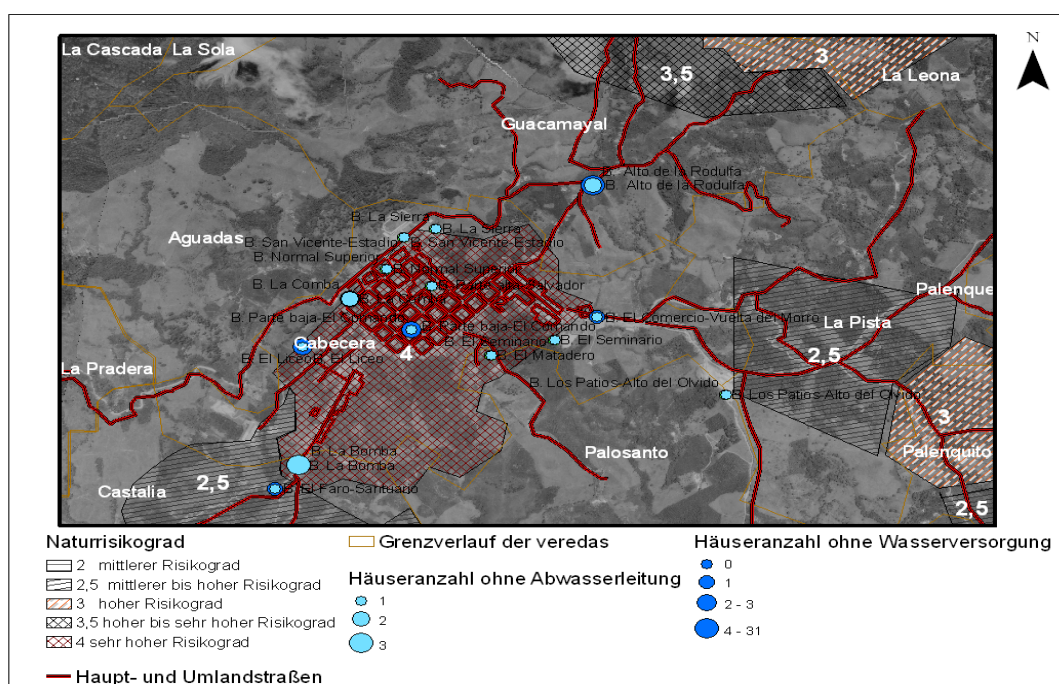 N
La Cascada La Sola
3
3,5
La Leona
Guacamayal
B. Alto de la Rodulfa
B. Alto de la Rodulfa
B. La Sierra
B. La Sierra
Aguadas
B. San Vicente-Estadio
B. San Vicente-Estadio
B. Normal Superior
B. Normal Superior
B. La Comba
Palenque
B. Parte baja-El Comando
B. El Comercio-Vuelta del Morro
La Pista
B. Parte baja-El Comando
B. El Seminario
B. El Seminario
Cabecera
4
2,5
B. El Liceo
B. El Liceo
B. El Matadero
La Pradera
B. Los Patios-Alto del Olvido
B. Los Patios-Alto del Olvido
3
B. La Bomba
Palosanto
Palenquito
B. La Bomba
Castalia
2,5
B. El Faro-Santuario
2,5
Naturrisikograd
2 mittlerer Risikograd
2,5 mittlerer bis hoher Risikograd
3 hoher Risikograd
3,5 hoher bis sehr hoher Risikograd
4 sehr hoher Risikograd
Haupt- und Umlandstraßen
Grenzverlauf der veredas
Häuseranzahl ohne Abwasserleitung
1
2
3
Häuseranzahl ohne Wasserversorgung
0
1
2 - 3
4 - 31